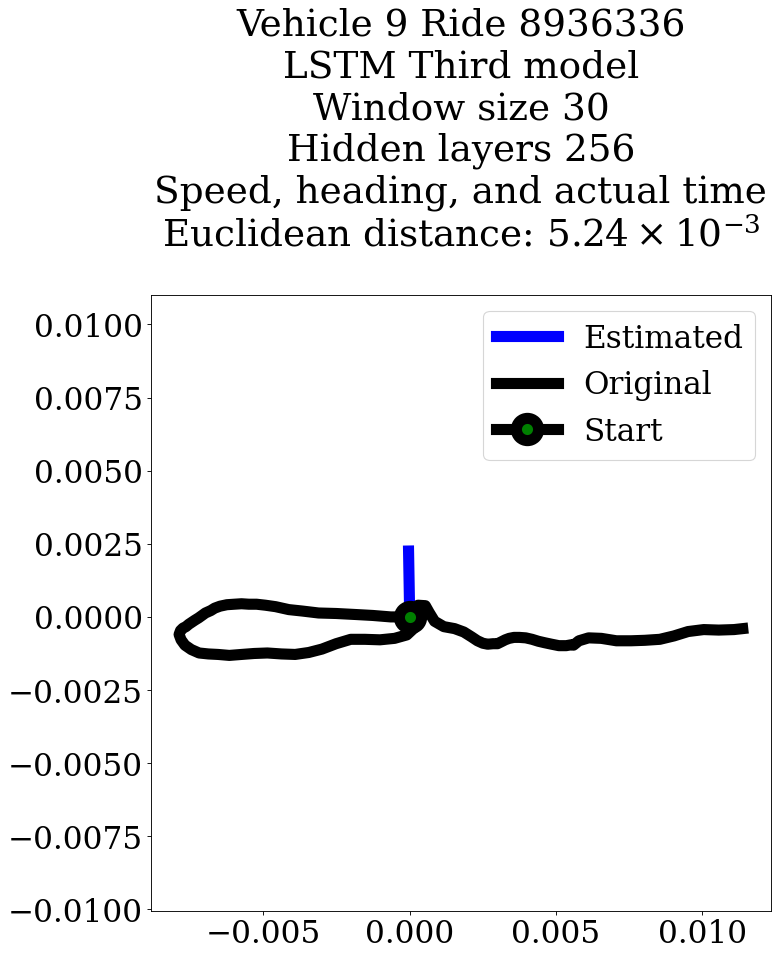 Vehicle 9 Ride 8936336
LSTM Third model
Window size 30
Hidden layers 256
Speed, heading, and actual time
Euclidean distance: 5.24 × 10⁻³
Estimated
Original
Start
0.0100
0.0075
0.0050
0.0025
0.0000
−0.0025
−0.0050
−0.0075
−0.0100
−0.005 0.000 0.005 0.010